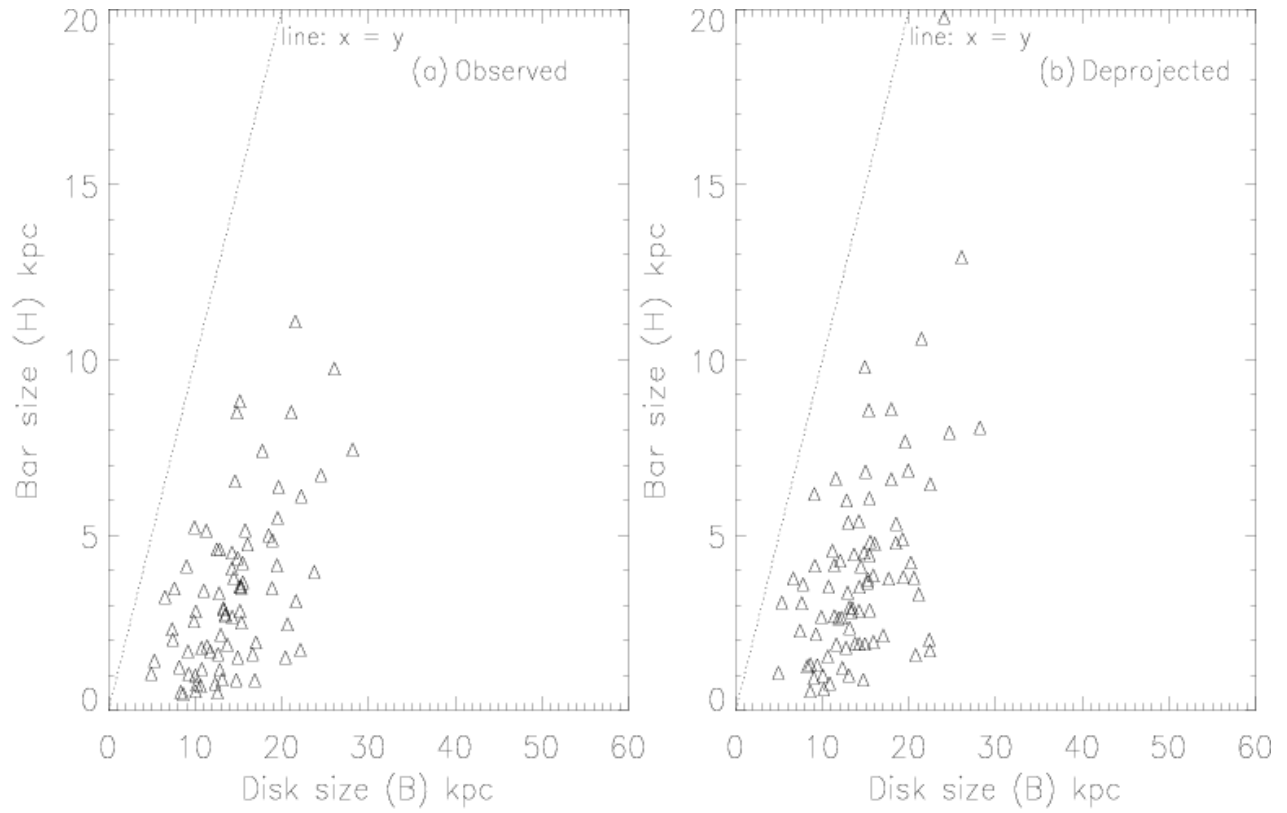 20
15
10
5
0
0 10 20 30 40 50 60
Bar size (H) kpc
Disk size (B) kpc
line: x = y
(a) Observed
20
15
10
5
0
0 10 20 30 40 50 60
Bar size (H) kpc
Disk size (B) kpc
line: x = y
(b) Deprojected